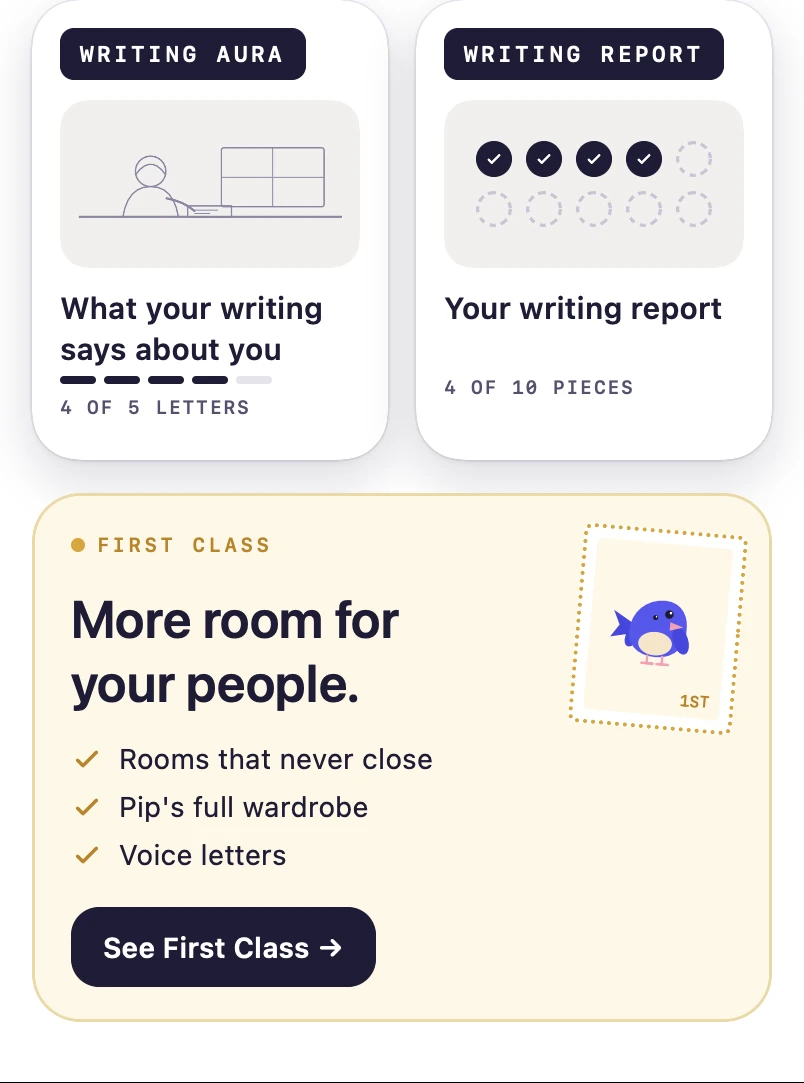 WRITING AURA
What your writing
says about you
4 OF 5 LETTERS
WRITING REPORT
Your writing report
4 OF 10 PIECES
FIRST CLASS
More room for
your people.
Rooms that never close
Pip's full wardrobe
Voice letters
See First Class →
1ST